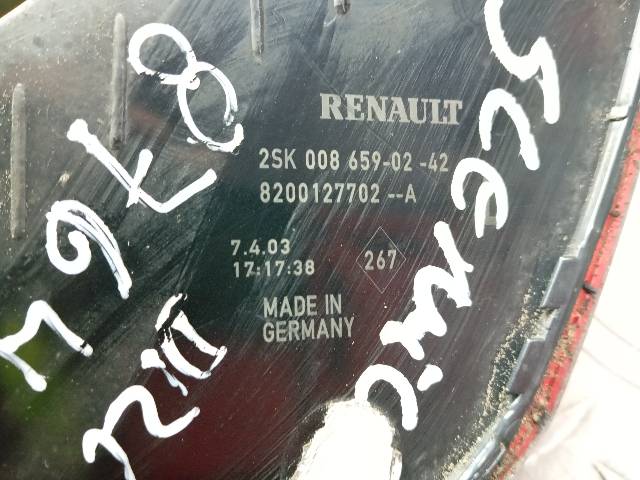 RENAULT
2SK 008 659-02 -42
8200127702 --A
7.4.03
17:17:38
267
MADE IN
GERMANY
Scenic